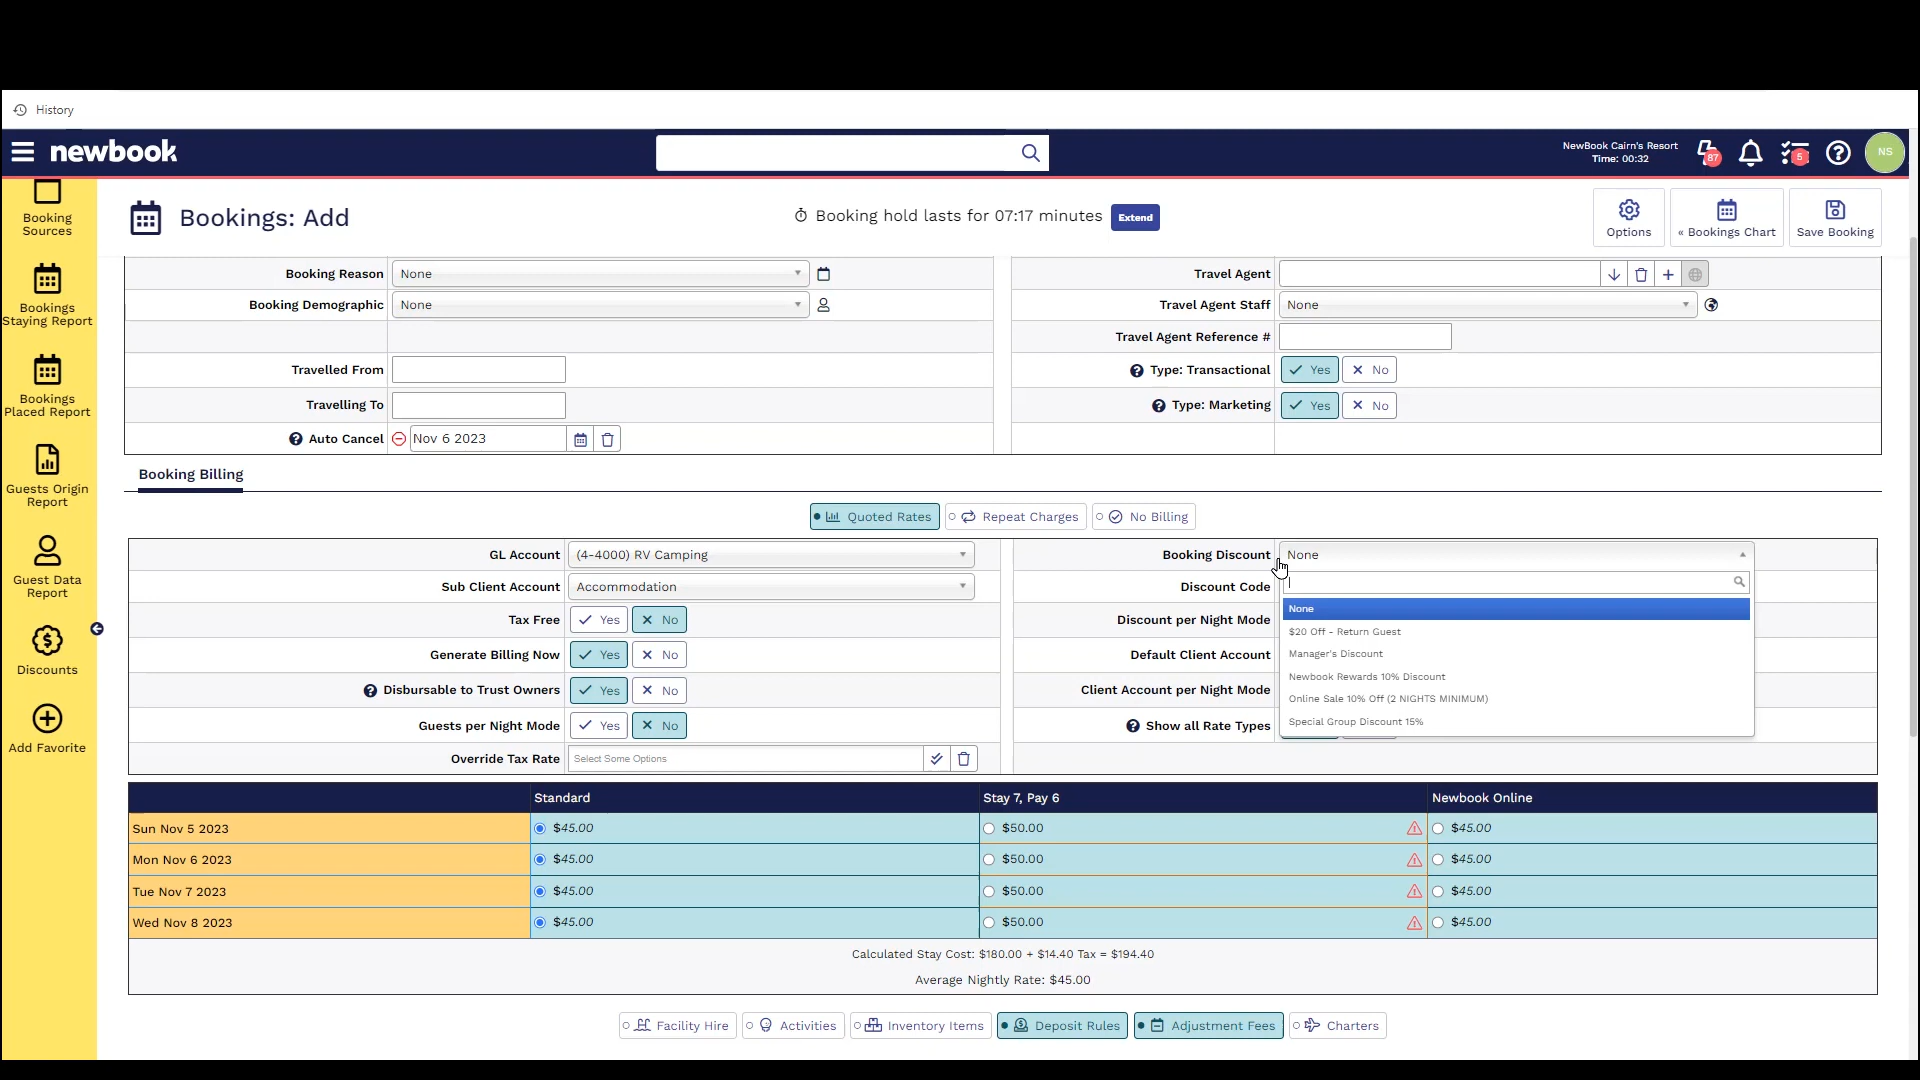 History
newbook
NewBook Cairn's Resort
Time: 00:32
87
5
NS
Booking
Sources
Bookings
Staying Report
Bookings
Placed Report
Guests Origin
Report
Guest Data
Report
Discounts
Add Favorite
Bookings: Add
Booking hold lasts for 07:17 minutes Extend
Options
« Bookings Chart
Save Booking
Booking Reason None
Travel Agent
Booking Demographic None
Travel Agent Staff None
Travel Agent Reference #
Travelled From
Type: Transactional Yes No
Travelling To
Type: Marketing Yes No
Auto Cancel Nov 6 2023
Booking Billing
Quoted Rates Repeat Charges No Billing
GL Account (4-4000) RV Camping
Booking Discount None
Sub Client Account Accommodation
Discount Code
Tax Free Yes No
Discount per Night Mode
Generate Billing Now Yes No
Default Client Account
Disbursable to Trust Owners Yes No
Client Account per Night Mode
Guests per Night Mode Yes No
Show all Rate Types
Override Tax Rate Select Some Options
None
$20 Off - Return Guest
Manager's Discount
Newbook Rewards 10% Discount
Online Sale 10% Off (2 NIGHTS MINIMUM)
Special Group Discount 15%
Standard Stay 7, Pay 6 Newbook Online
Sun Nov 5 2023 $45.00 $50.00 $45.00
Mon Nov 6 2023 $45.00 $50.00 $45.00
Tue Nov 7 2023 $45.00 $50.00 $45.00
Wed Nov 8 2023 $45.00 $50.00 $45.00
Calculated Stay Cost: $180.00 + $14.40 Tax = $194.40
Average Nightly Rate: $45.00
Facility Hire Activities Inventory Items Deposit Rules Adjustment Fees Charters